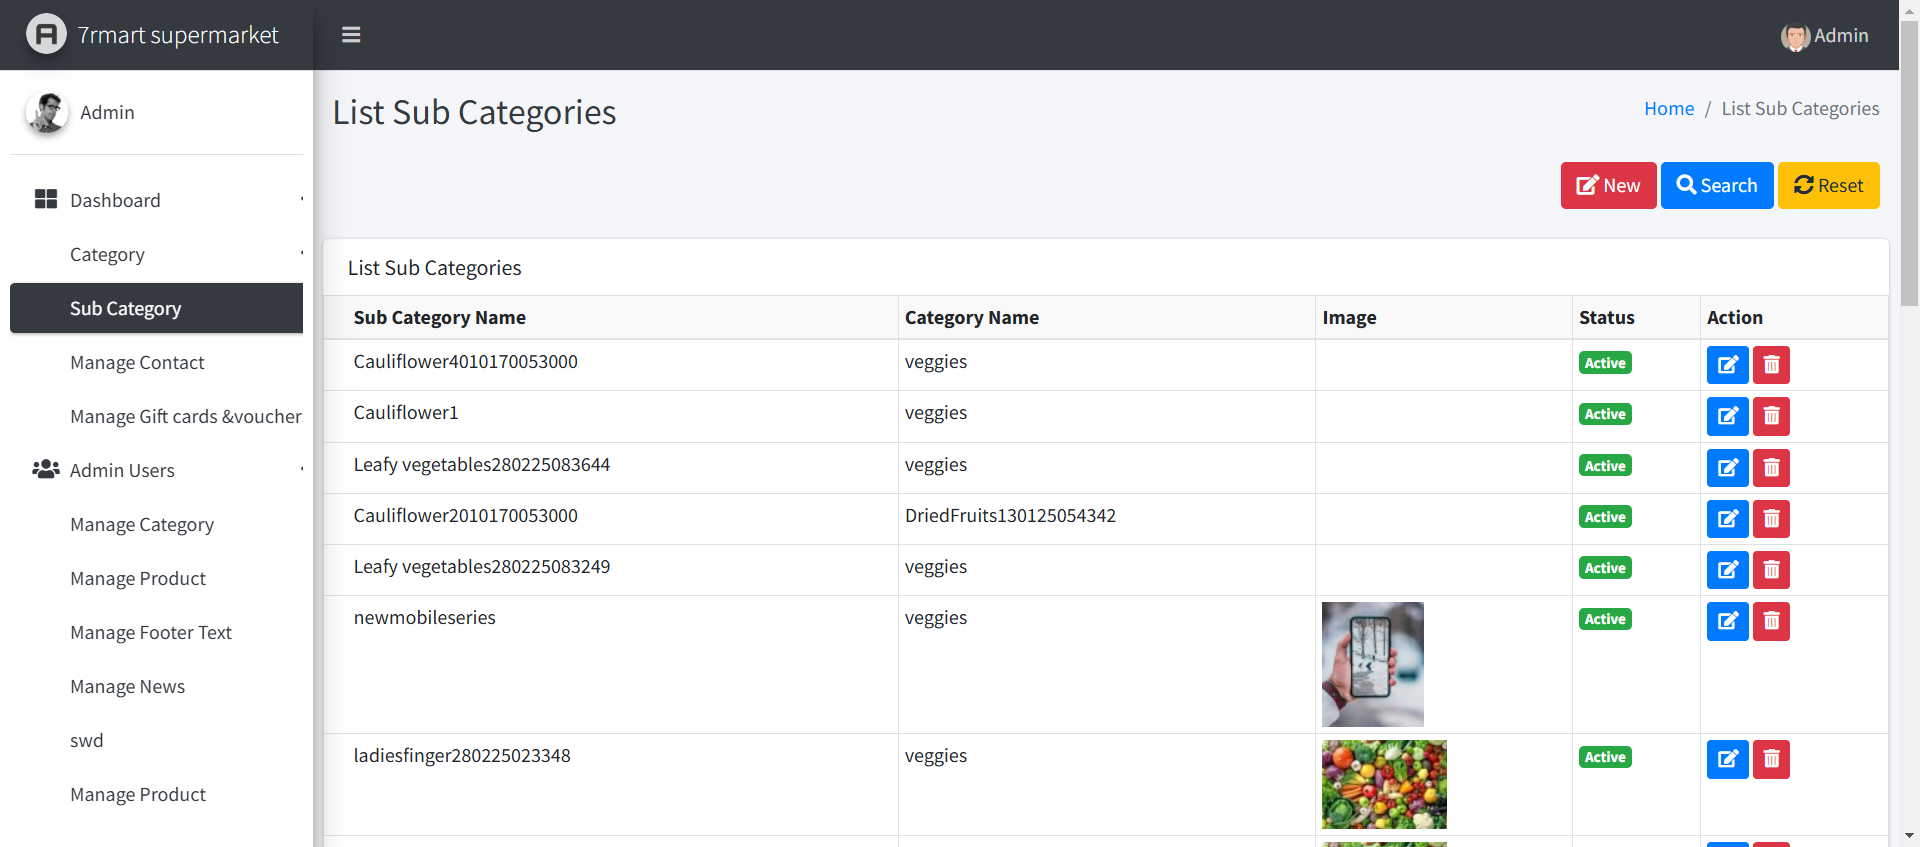 7rmart supermarket
Admin
Admin
List Sub Categories
Home / List Sub Categories
New
Search
Reset
Dashboard
Category
Sub Category
Manage Contact
Manage Gift cards &voucher
Admin Users
Manage Category
Manage Product
Manage Footer Text
Manage News
swd
Manage Product
List Sub Categories
Sub Category Name Category Name Image Status Action
Cauliflower4010170053000 veggies Active
Cauliflower1 veggies Active
Leafy vegetables280225083644 veggies Active
Cauliflower2010170053000 DriedFruits130125054342 Active
Leafy vegetables280225083249 veggies Active
newmobileseries veggies Active
ladiesfinger280225023348 veggies Active